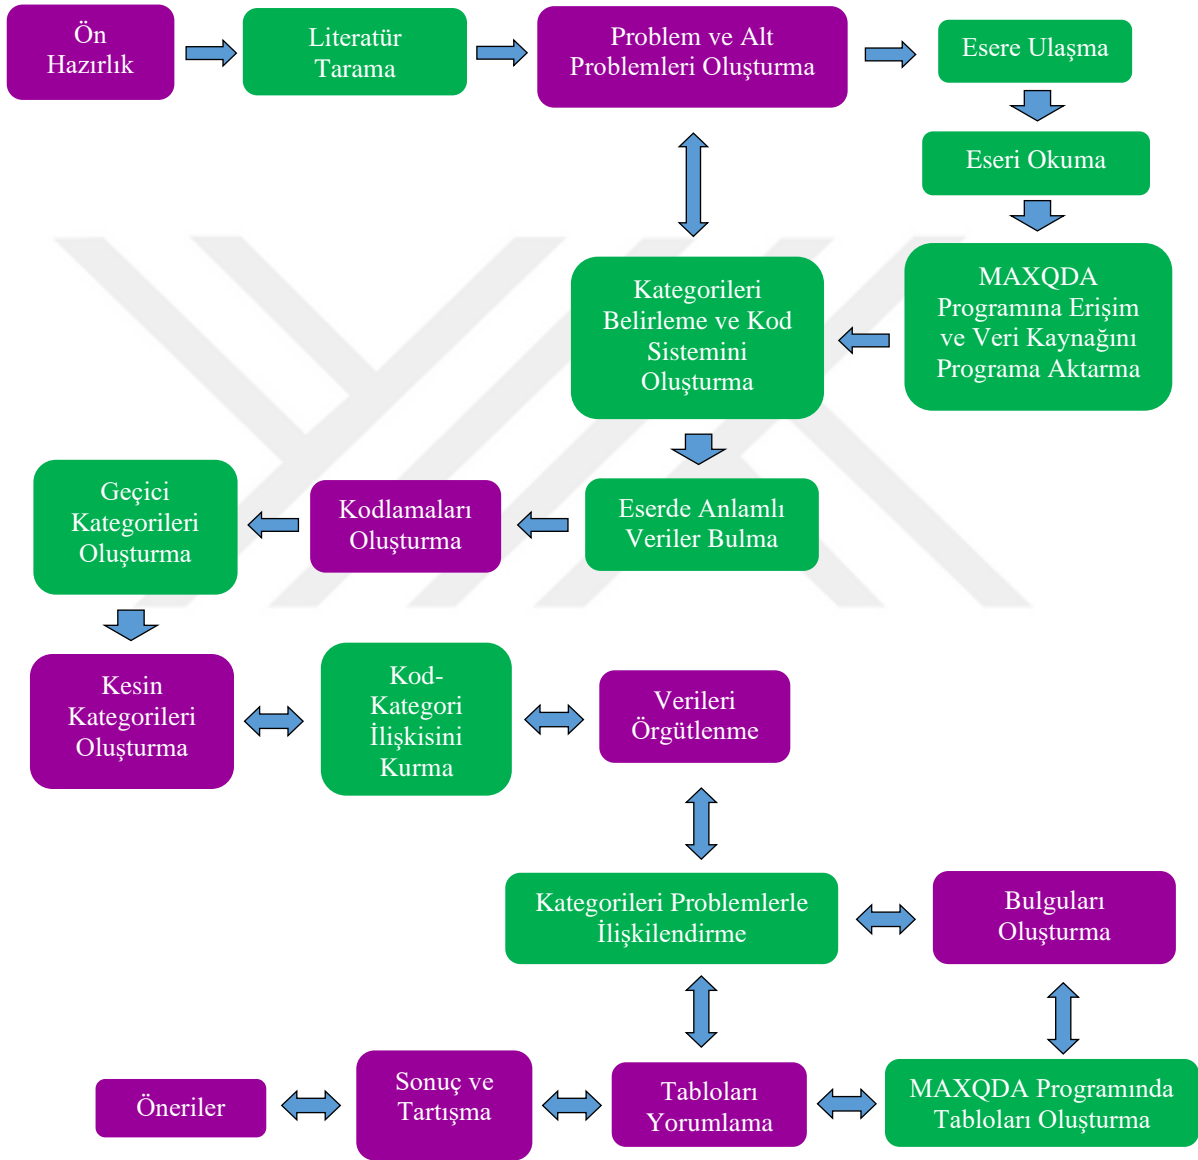 Ön
Hazırlık
Literatür
Tarama
Problem ve Alt
Problemleri Oluşturma
Esere Ulaşma
Eseri Okuma
MAXQDA
Programına Erişim
ve Veri Kaynağını
Programa Aktarma
Kategorileri
Belirleme ve Kod
Sistemini
Oluşturma
Eserde Anlamlı
Veriler Bulma
Kodlamaları
Oluşturma
Geçici
Kategorileri
Oluşturma
Kesin
Kategorileri
Oluşturma
Kod-
Kategori
İlişkisini
Kurma
Verileri
Örgütlenme
Kategorileri Problemlerle
İlişkilendirme
Bulguları
Oluşturma
MAXQDA Programında
Tabloları Oluşturma
Tabloları
Yorumlama
Sonuç ve
Tartışma
Öneriler